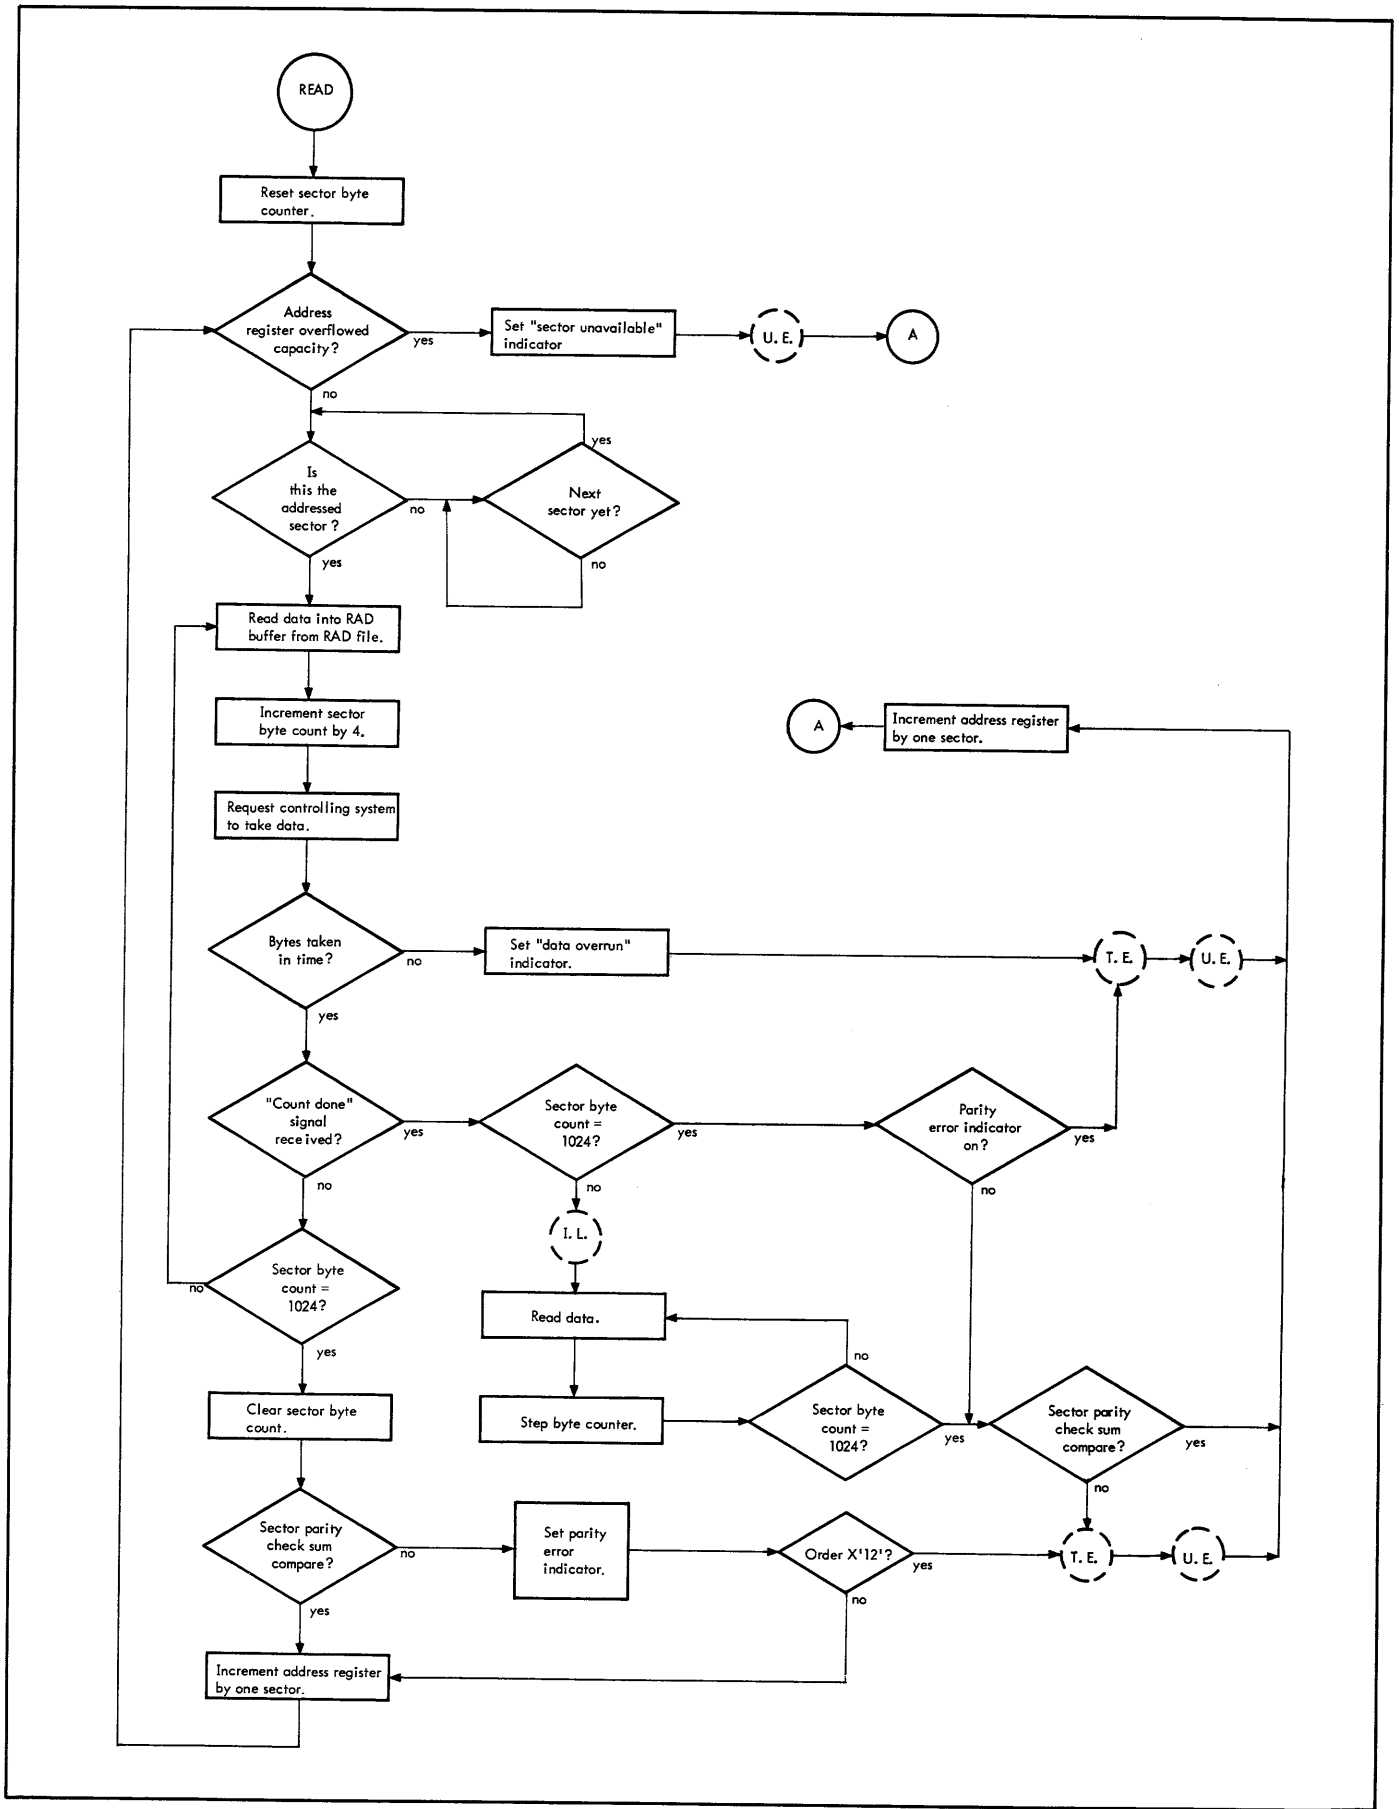 READ
Reset sector byte
counter.
Address
register overflowed
capacity?
yes
no
Set "sector unavailable"
indicator
U. E.
A
Is
this the
addressed
sector?
no
yes
Next
sector yet?
yes
no
Read data into RAD
buffer from RAD file.
Increment sector
byte count by 4.
A
Increment address register
by one sector.
Request controlling system
to take data.
Bytes taken
in time?
no
yes
Set "data overrun"
indicator.
T. E.
U. E.
"Count done"
signal
received?
yes
no
Sector byte
count =
1024?
yes
no
Parity
error indicator
on?
yes
no
I. L.
Sector byte
count =
1024?
no
yes
Read data.
Clear sector byte
count.
Step byte counter.
Sector byte
count =
1024?
no
yes
Sector parity
check sum
compare?
yes
no
Sector parity
check sum
compare?
no
yes
Set parity
error
indicator.
Order X'12'?
yes
no
T. E.
U. E.
Increment address register
by one sector.